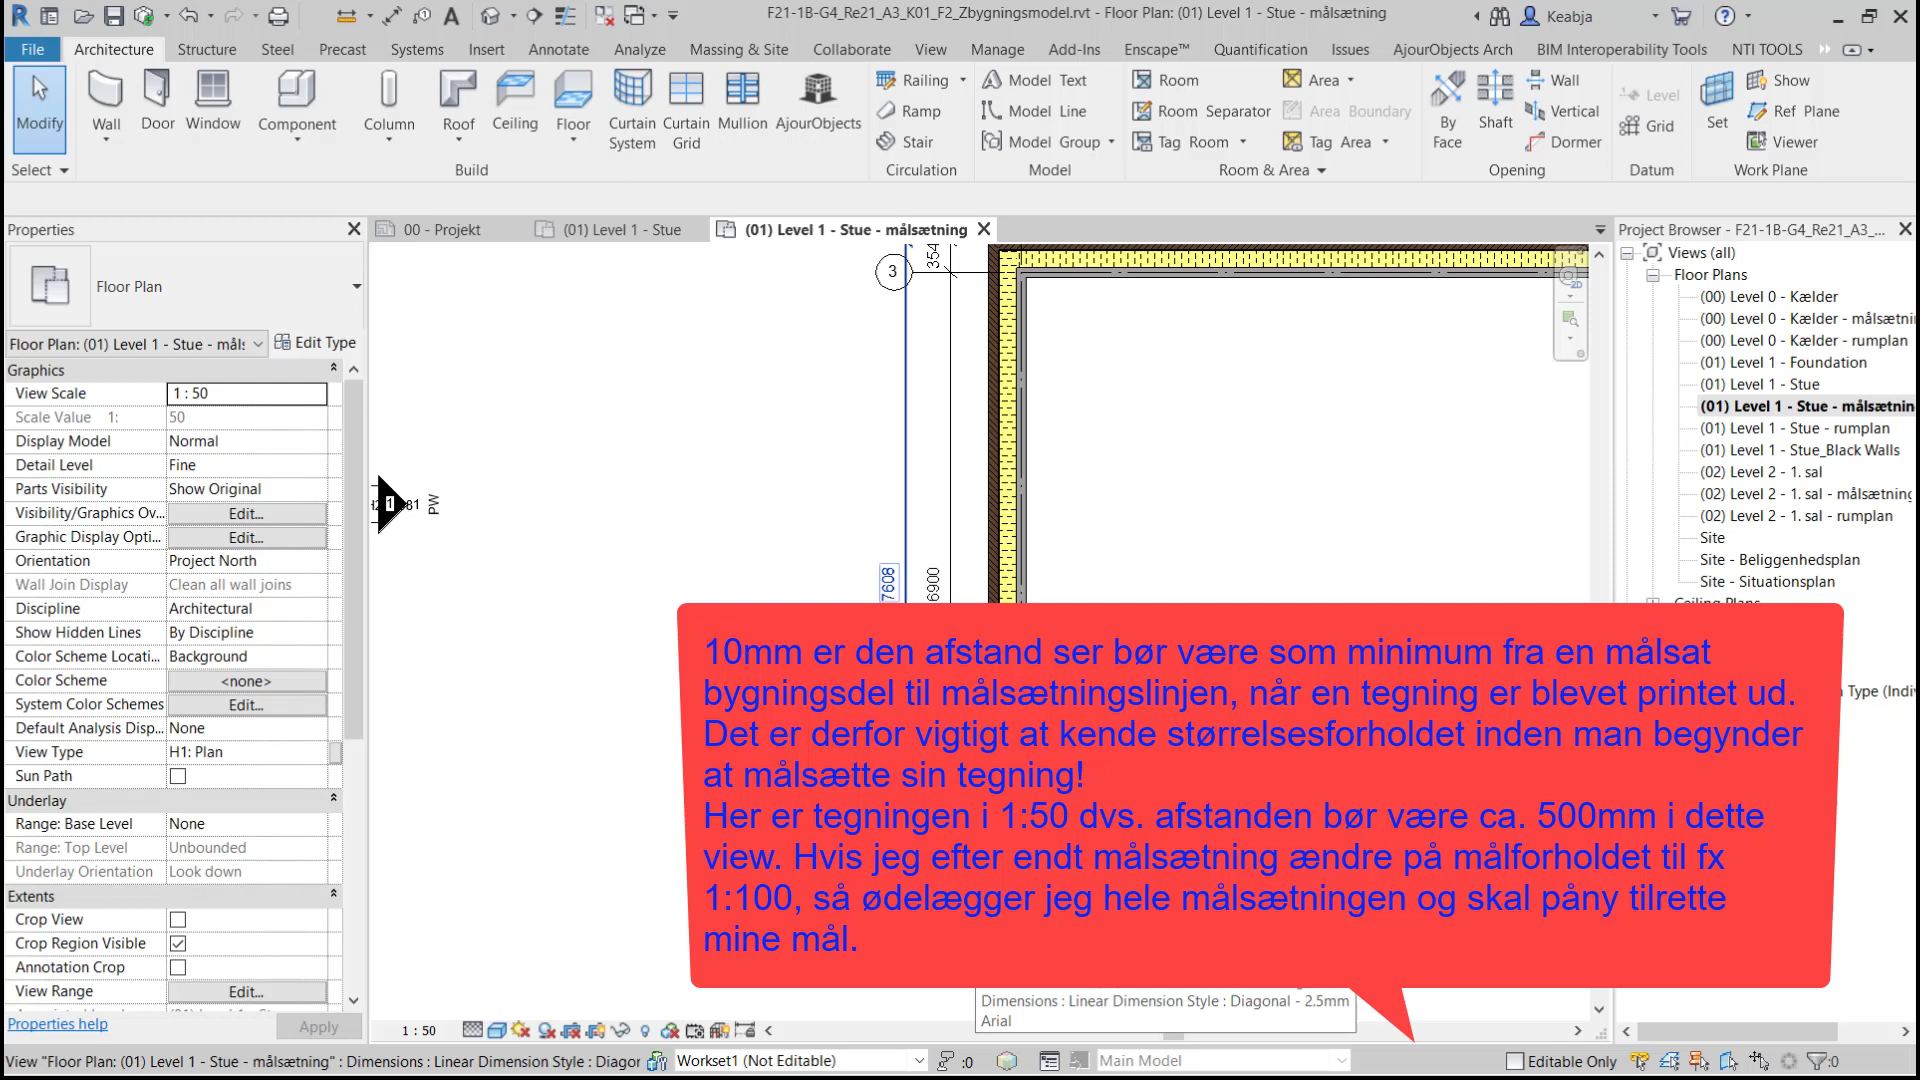 F21-1B-G4_Re21_A3_K01_F2_Zbygningsmodel.rvt - Floor Plan: (01) Level 1 - Stue - målsætning
Keabja
File Architecture Structure Steel Precast Systems Insert Annotate Analyze Massing & Site Collaborate View Manage Add-Ins Enscape™ Quantification Issues AjourObjects Arch BIM Interoperability Tools NTI TOOLS
Modify
Wall
Door
Window
Component
Column
Roof
Ceiling
Floor
Curtain System
Curtain Grid
Mullion
AjourObjects
Railing
Ramp
Stair
Model Text
Model Line
Model Group
Room
Room Separator
Tag Room
Area
Area Boundary
Tag Area
By Face
Shaft
Wall
Vertical
Dormer
Level
Grid
Set
Show
Ref Plane
Viewer
Select Build Circulation Model Room & Area Opening Datum Work Plane
Properties
00 - Projekt
(01) Level 1 - Stue
(01) Level 1 - Stue - målsætning
Project Browser - F21-1B-G4_Re21_A3_...
Floor Plan
Floor Plan: (01) Level 1 - Stue - måls
Edit Type
Graphics
View Scale 1 : 50
Scale Value 1: 50
Display Model Normal
Detail Level Fine
Parts Visibility Show Original
Visibility/Graphics Ov... Edit...
Graphic Display Opti... Edit...
Orientation Project North
Wall Join Display Clean all wall joins
Discipline Architectural
Show Hidden Lines By Discipline
Color Scheme Locati... Background
Color Scheme <none>
System Color Schemes Edit...
Default Analysis Disp... None
View Type H1: Plan
Sun Path
Underlay
Range: Base Level None
Range: Top Level Unbounded
Underlay Orientation Look down
Extents
Crop View
Crop Region Visible
Annotation Crop
View Range Edit...
Properties help
Apply
3
354
1
81
PW
7608
6900
2D
Views (all)
Floor Plans
(00) Level 0 - Kælder
(00) Level 0 - Kælder - målsætni
(00) Level 0 - Kælder - rumplan
(01) Level 1 - Foundation
(01) Level 1 - Stue
(01) Level 1 - Stue - målsætnin
(01) Level 1 - Stue - rumplan
(01) Level 1 - Stue_Black Walls
(02) Level 2 - 1. sal
(02) Level 2 - 1. sal - målsætning
(02) Level 2 - 1. sal - rumplan
Site
Site - Beliggenhedsplan
Site - Situationsplan
Ceiling Plans
n Type (Indiv
10mm er den afstand ser bør være som minimum fra en målsat
bygningsdel til målsætningslinjen, når en tegning er blevet printet ud.
Det er derfor vigtigt at kende størrelsesforholdet inden man begynder
at målsætte sin tegning!
Her er tegningen i 1:50 dvs. afstanden bør være ca. 500mm i dette
view. Hvis jeg efter endt målsætning ændre på målforholdet til fx
1:100, så ødelægger jeg hele målsætningen og skal påny tilrette
mine mål.
Dimensions : Linear Dimension Style : Diagonal - 2.5mm
Arial
1 : 50
View "Floor Plan: (01) Level 1 - Stue - målsætning" : Dimensions : Linear Dimension Style : Diagor
Workset1 (Not Editable)
:0
Main Model
Editable Only
:0